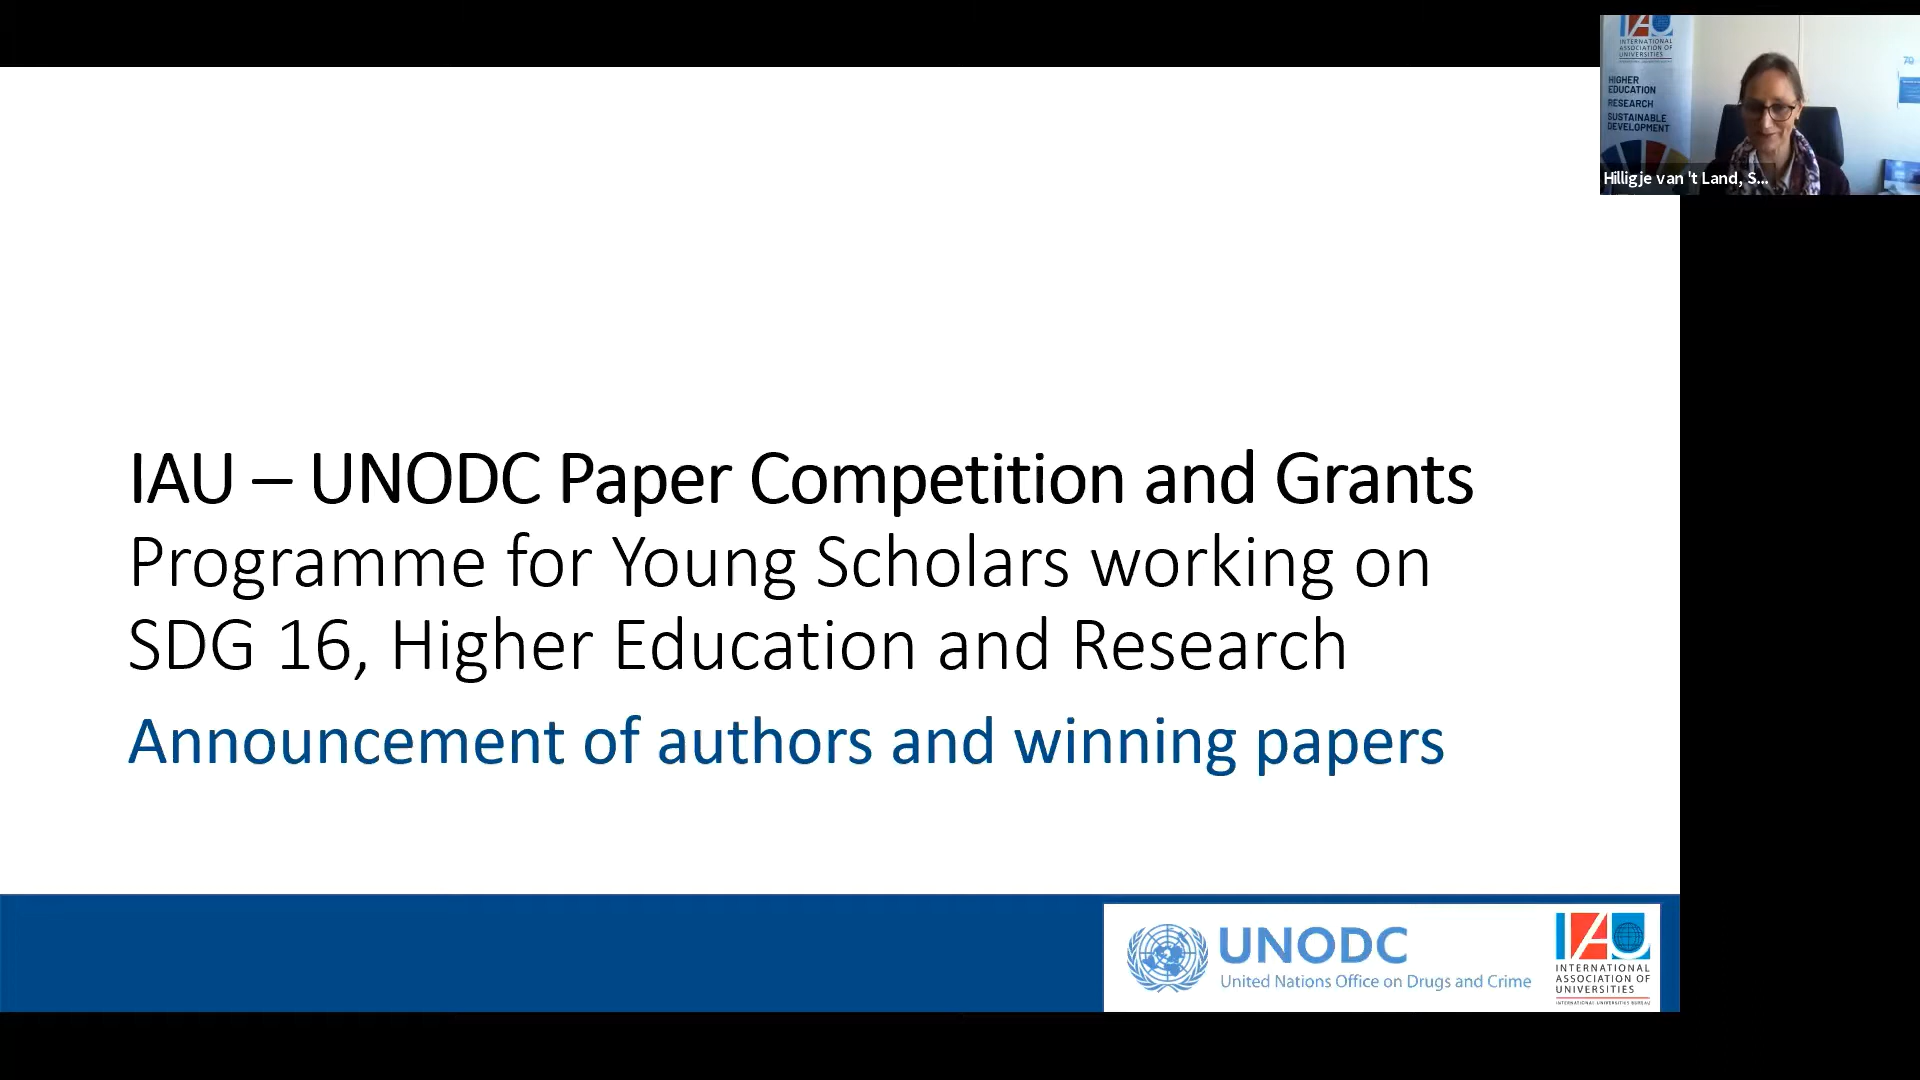 IAU
INTERNATIONAL
ASSOCIATION OF
UNIVERSITIES
HIGHER
EDUCATION
RESEARCH
SUSTAINABLE
DEVELOPMENT
70
Hilligje van 't Land, S...
IAU – UNODC Paper Competition and Grants
Programme for Young Scholars working on
SDG 16, Higher Education and Research
Announcement of authors and winning papers
UNODC
United Nations Office on Drugs and Crime
IAU
INTERNATIONAL
ASSOCIATION OF
UNIVERSITIES
INTERNATIONAL UNIVERSITIES BUREAU